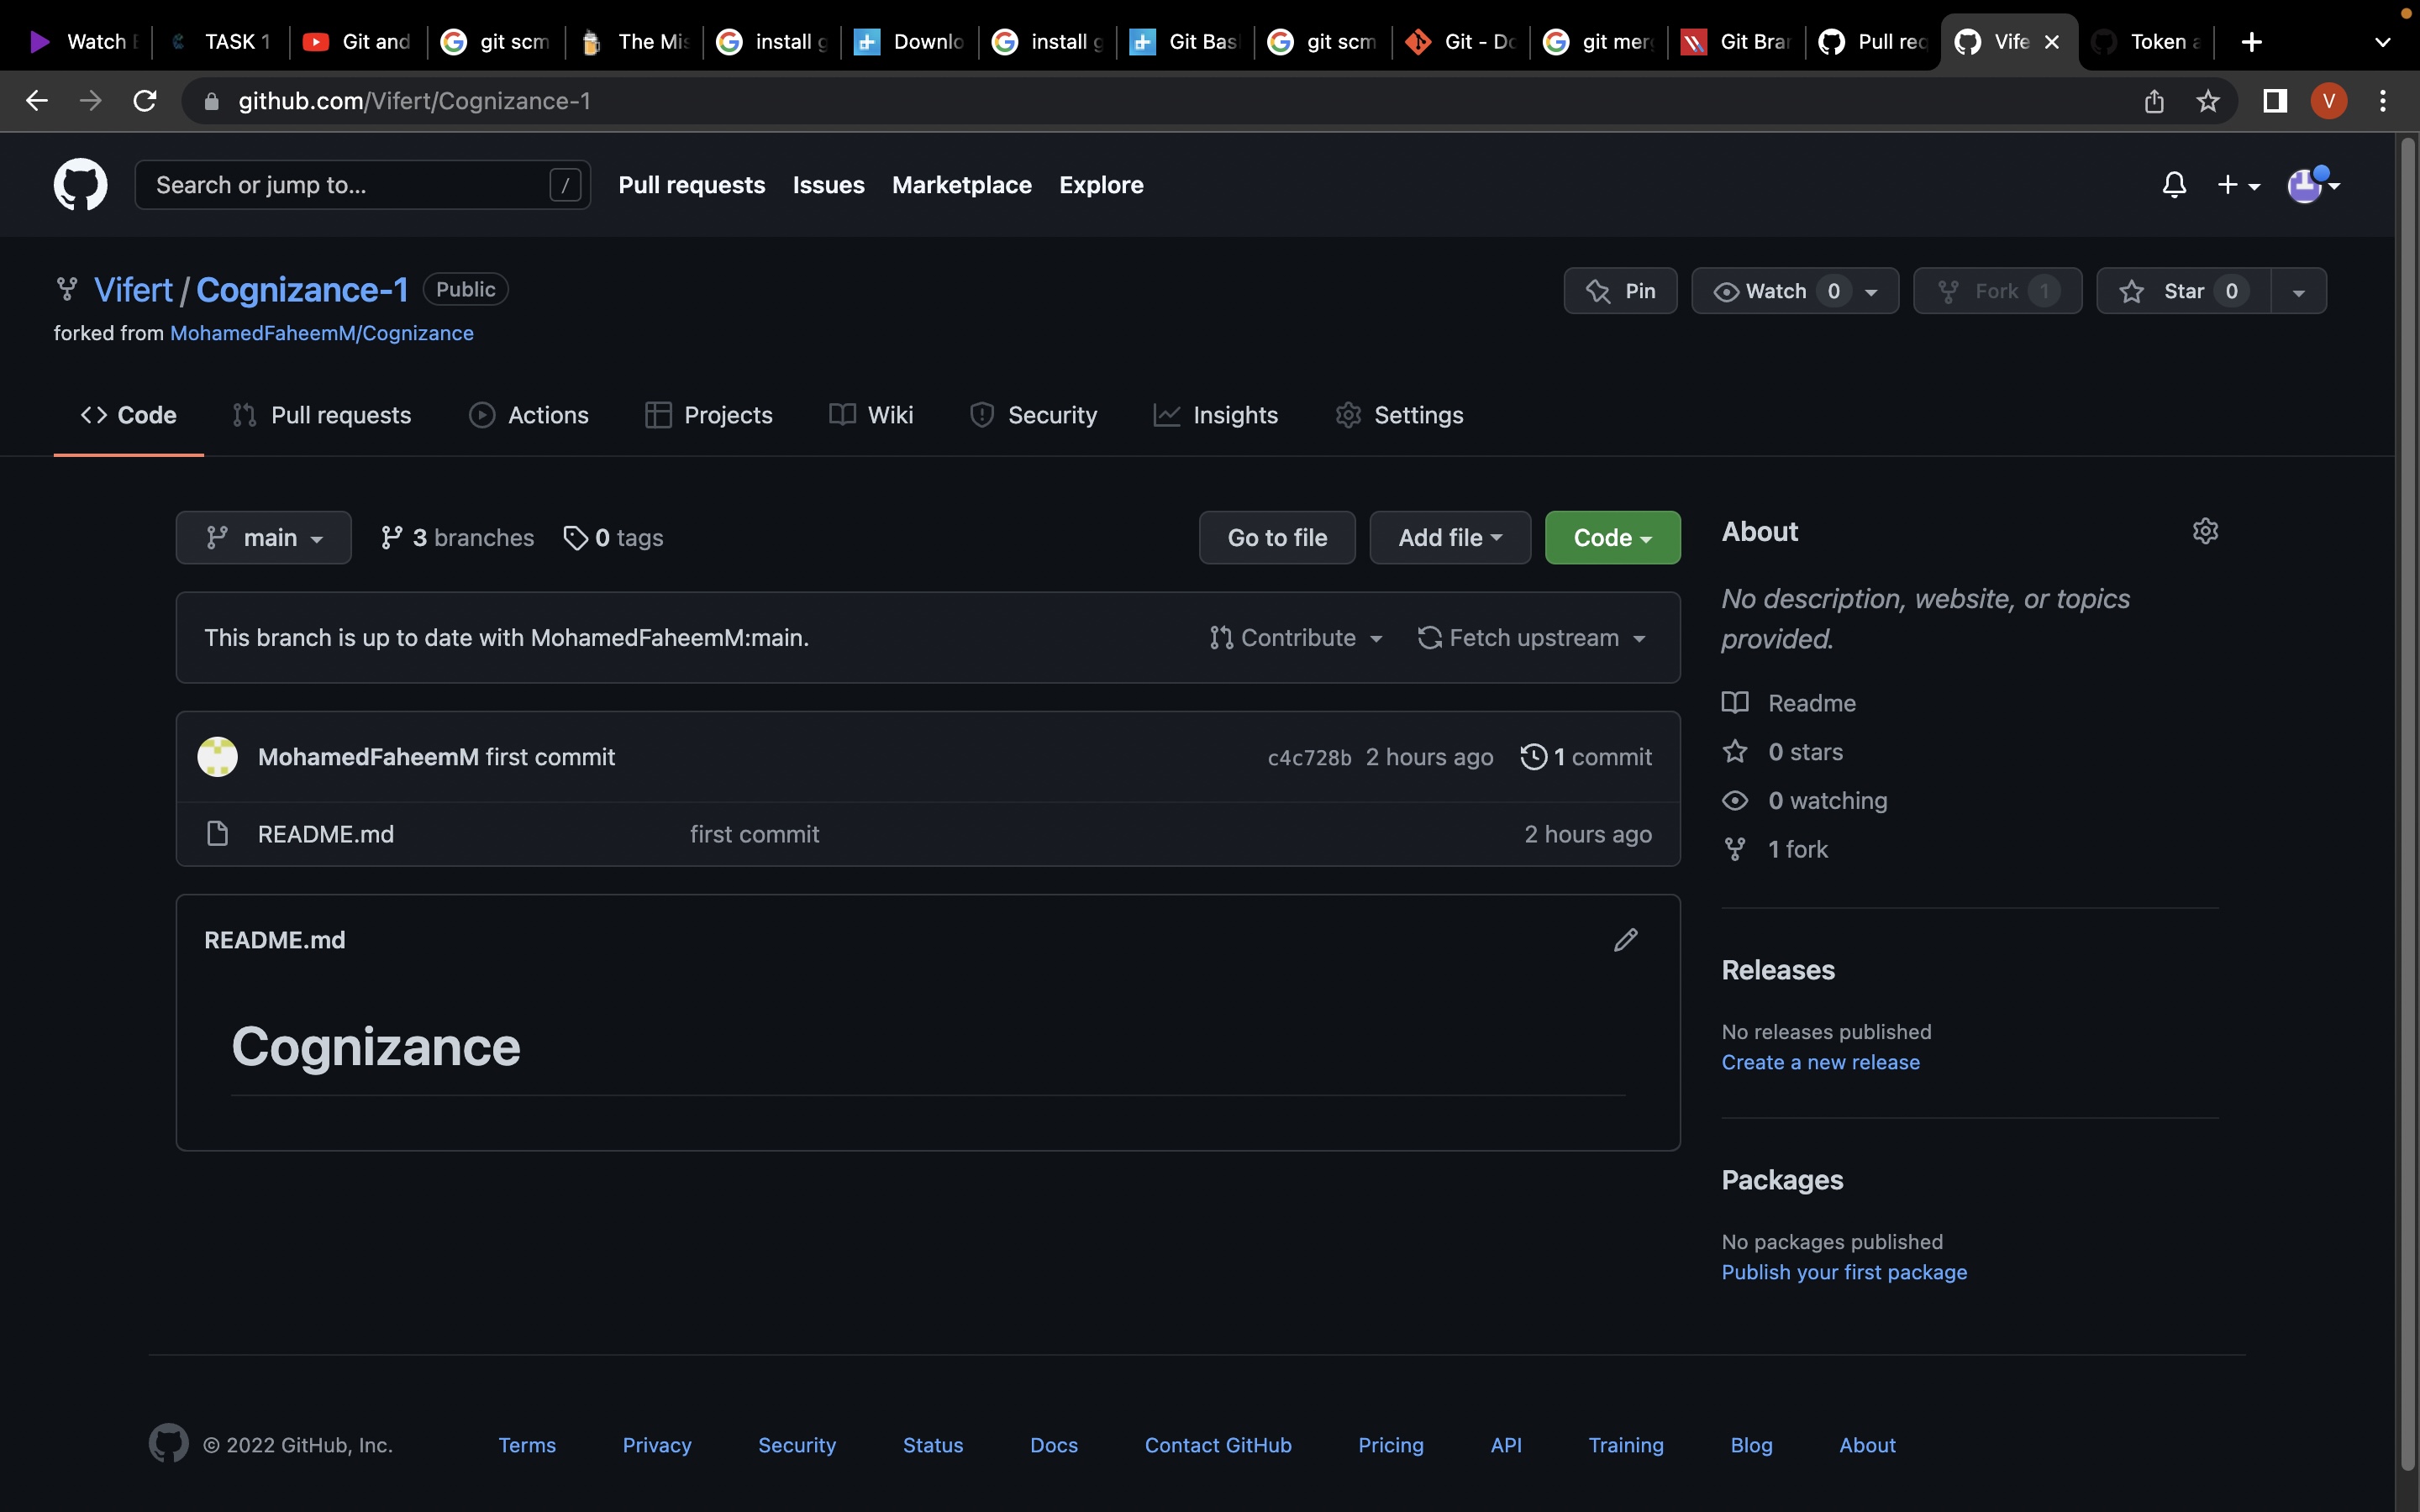 Watch TASK 1 Git and git scm The Mis install Downlo install Git Bas git scm Git - Do git mer Git Bran Pull req Vife Token
github.com/Vifert/Cognizance-1 V
Search or jump to... / Pull requests Issues Marketplace Explore
Vifert / Cognizance-1 Public Pin Watch 0 Fork 1 Star 0
forked from MohamedFaheemM/Cognizance
Code Pull requests Actions Projects Wiki Security Insights Settings
main 3 branches 0 tags Go to file Add file Code
This branch is up to date with MohamedFaheemM:main. Contribute Fetch upstream
MohamedFaheemM first commit c4c728b 2 hours ago 1 commit
README.md first commit 2 hours ago
README.md
Cognizance
About
No description, website, or topics
provided.
Readme
0 stars
0 watching
1 fork
Releases
No releases published
Create a new release
Packages
No packages published
Publish your first package
© 2022 GitHub, Inc. Terms Privacy Security Status Docs Contact GitHub Pricing API Training Blog About